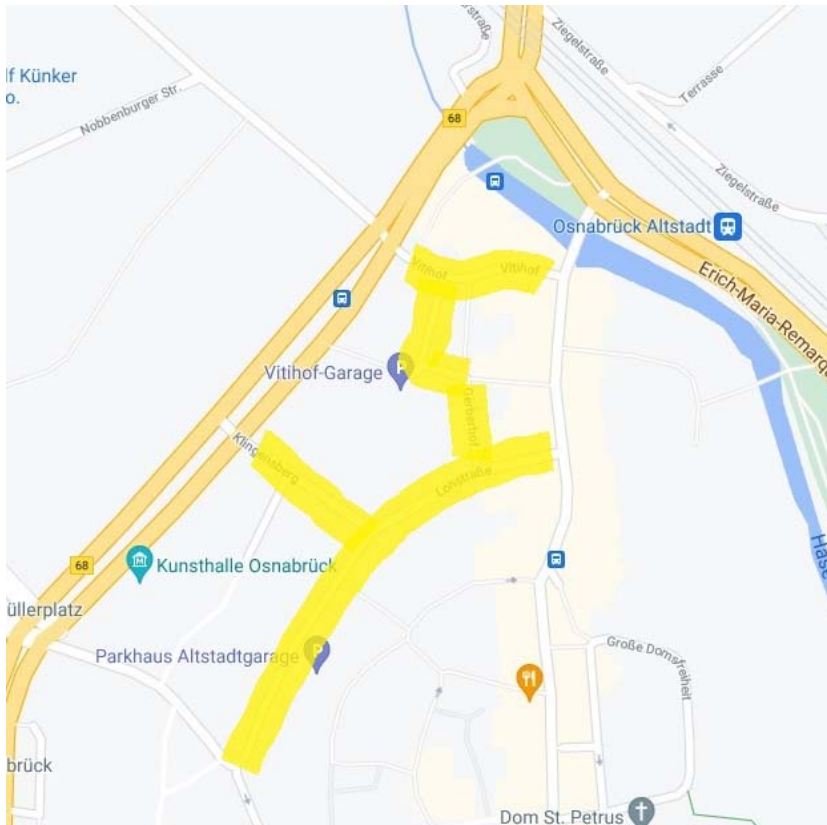 Ziegelstraße
lf Künker
o.
Terrasse
Nobbenburger Str.
68
Ziegelstraße
Osnabrück Altstadt
Vitihof
Vitihof
Erich-Maria-Remarqu
Vitihof-Garage
P
Gerberhof
Klingensberg
Lohstraße
Hase
Kunsthalle Osnabrück
68
üllerplatz
Parkhaus Altstadtgarage
P
Große Domsfreiheit
brück
Dom St. Petrus